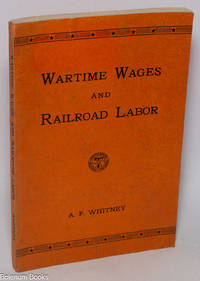 WARTIME WAGES
AND
RAILROAD LABOR
A. F. WHITNEY
Bolerium Books